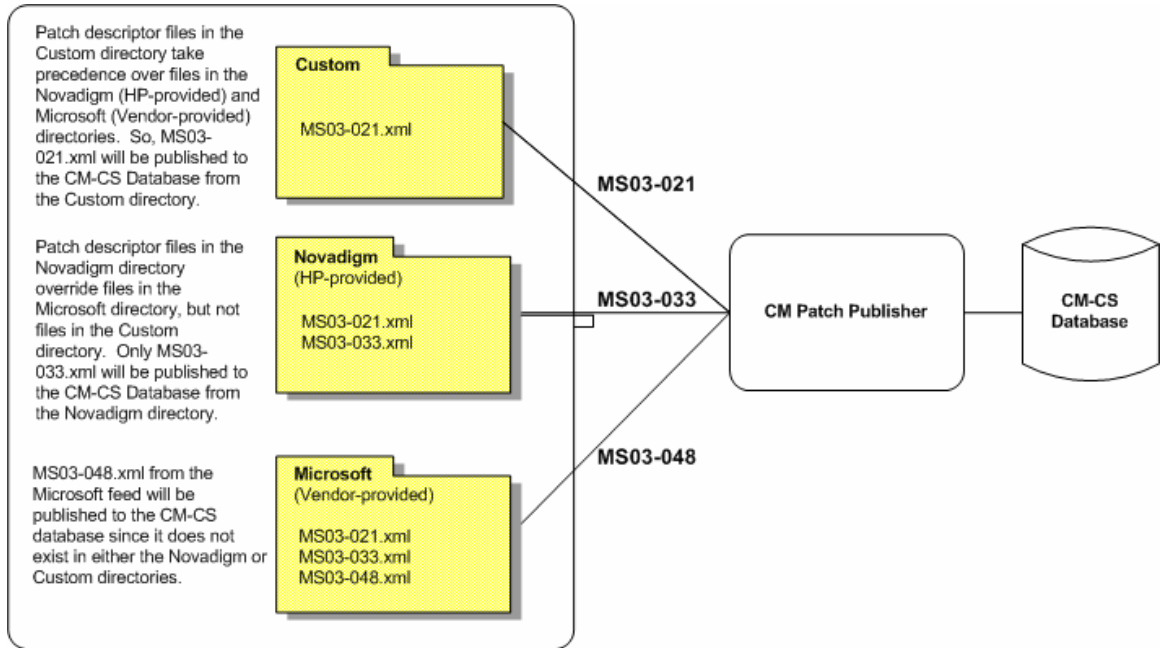 Patch descriptor files in the
Custom directory take
precedence over files in the
Novadigm (HP-provided) and
Microsoft (Vendor-provided)
directories. So, MS03-
021.xml will be published to
the CM-CS Database from
the Custom directory.
Custom
MS03-021.xml
MS03-021
Patch descriptor files in the
Novadigm directory
override files in the
Microsoft directory, but not
files in the Custom
directory. Only MS03-
033.xml will be published to
the CM-CS Database from
the Novadigm directory.
Novadigm
(HP-provided)
MS03-021.xml
MS03-033.xml
MS03-033
CM Patch Publisher
CM-CS
Database
MS03-048.xml from the
Microsoft feed will be
published to the CM-CS
database since it does not
exist in either the Novadigm or
Custom directories.
Microsoft
(Vendor-provided)
MS03-021.xml
MS03-033.xml
MS03-048.xml
MS03-048